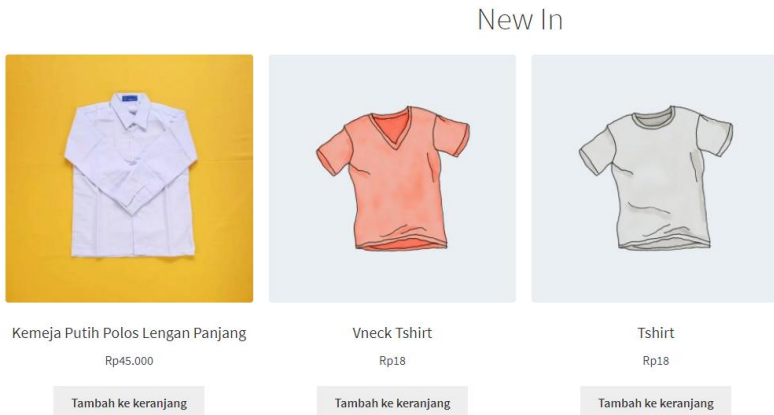 New In
Kemeja Putih Polos Lengan Panjang
Vneck Tshirt
Tshirt
Rp45.000
Rp18
Rp18
Tambah ke keranjang
Tambah ke keranjang
Tambah ke keranjang